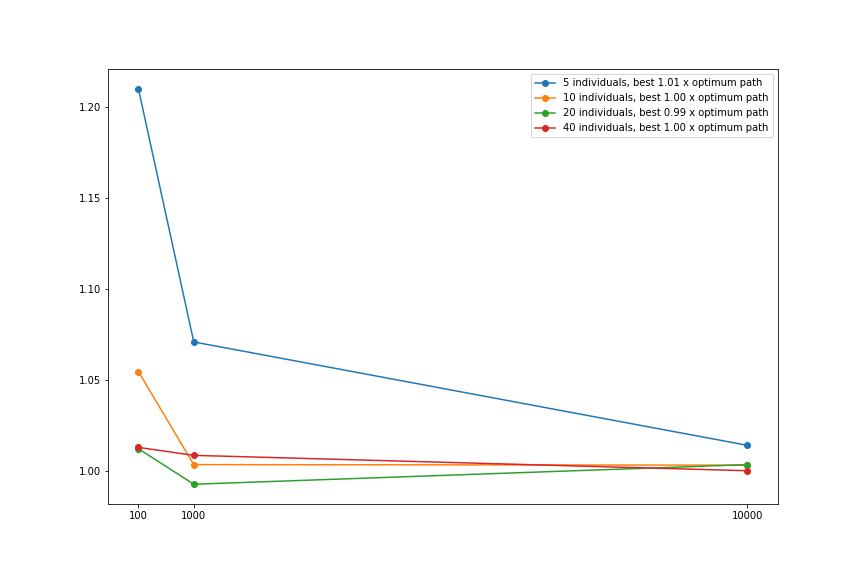 5 individuals, best 1.01 x optimum path
10 individuals, best 1.00 x optimum path
20 individuals, best 0.99 x optimum path
40 individuals, best 1.00 x optimum path
1.20
1.15
1.10
1.05
1.00
100 1000 10000